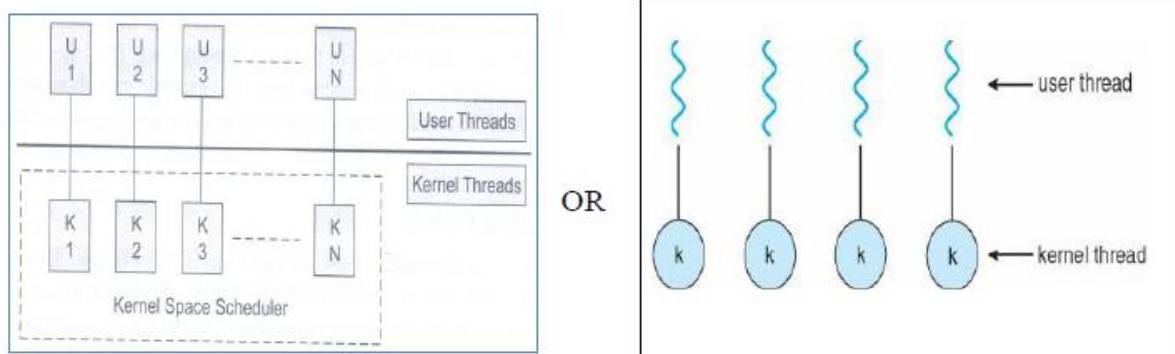 U U U U
1 2 3 N
User Threads
Kernel Threads
K K K K
1 2 3 N
Kernel Space Scheduler
OR
user thread
k k k k
kernel thread